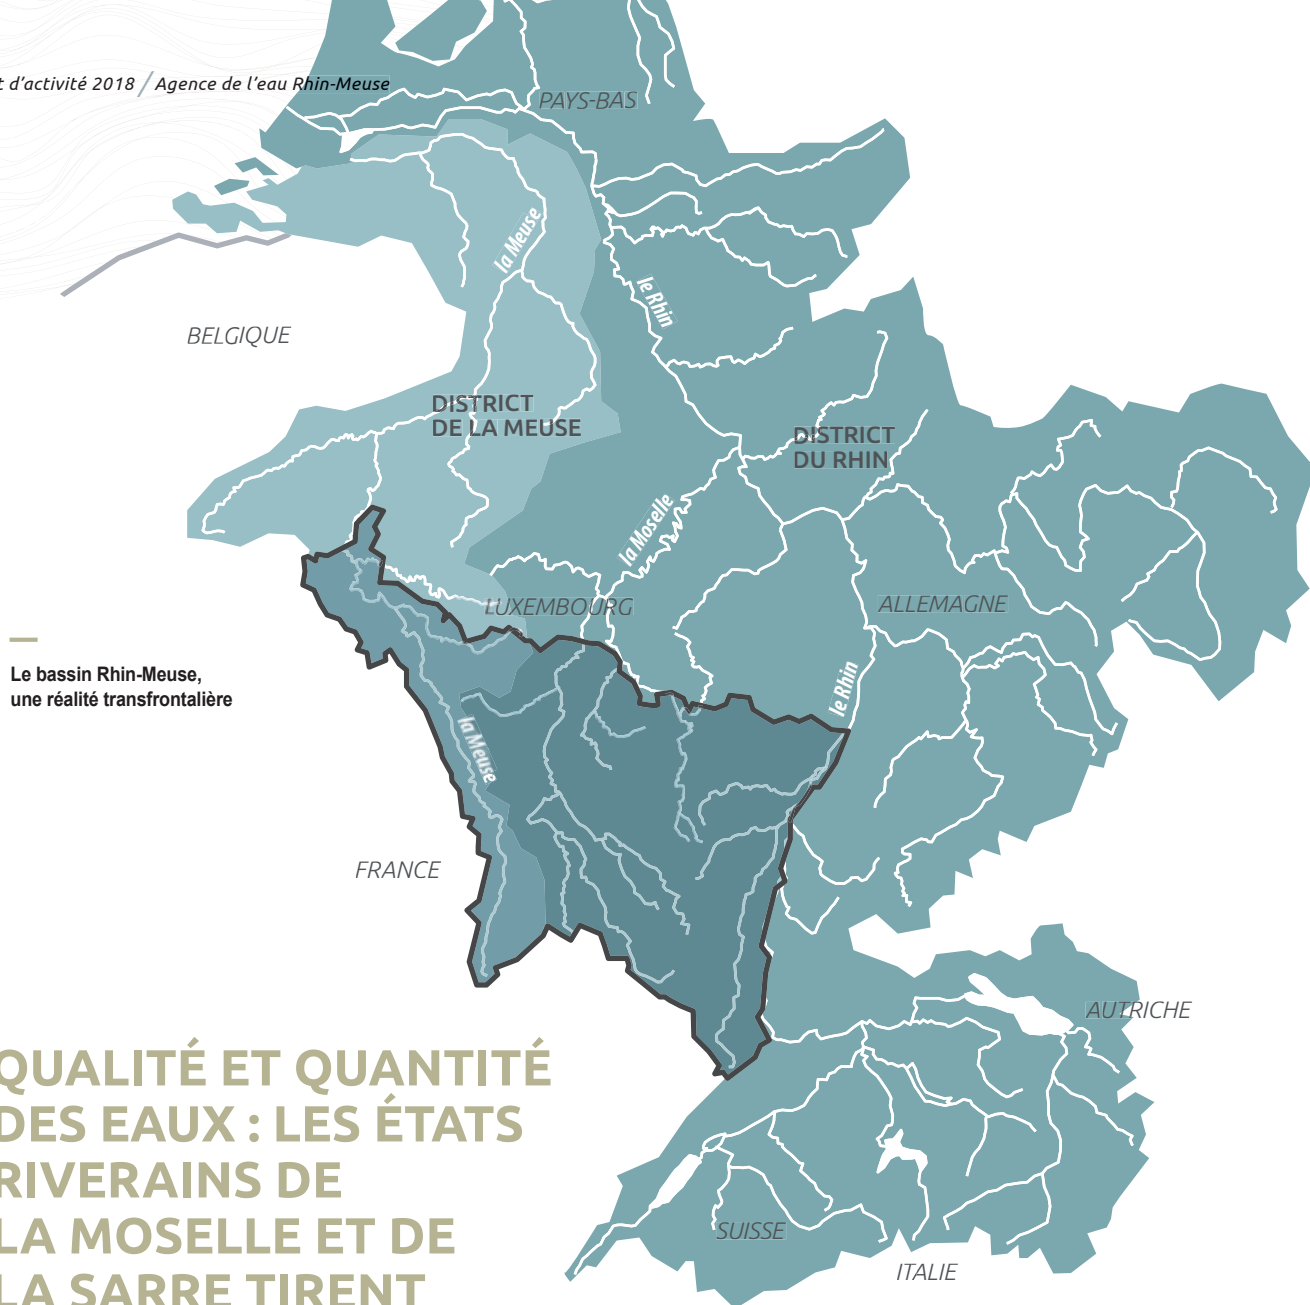 t d'activité 2018 / Agence de l'eau Rhin-Meuse
PAYS-BAS
la Meuse
le Rhin
BELGIQUE
DISTRICT
DE LA MEUSE
DISTRICT
DU RHIN
la Moselle
LUXEMBOURG
ALLEMAGNE
Le bassin Rhin-Meuse,
une réalité transfrontalière
le Rhin
la Meuse
FRANCE
AUTRICHE
QUALITÉ ET QUANTITÉ
DES EAUX : LES ÉTATS
RIVERAINS DE
LA MOSELLE ET DE
LA SARRE TIRENT
SUISSE
ITALIE